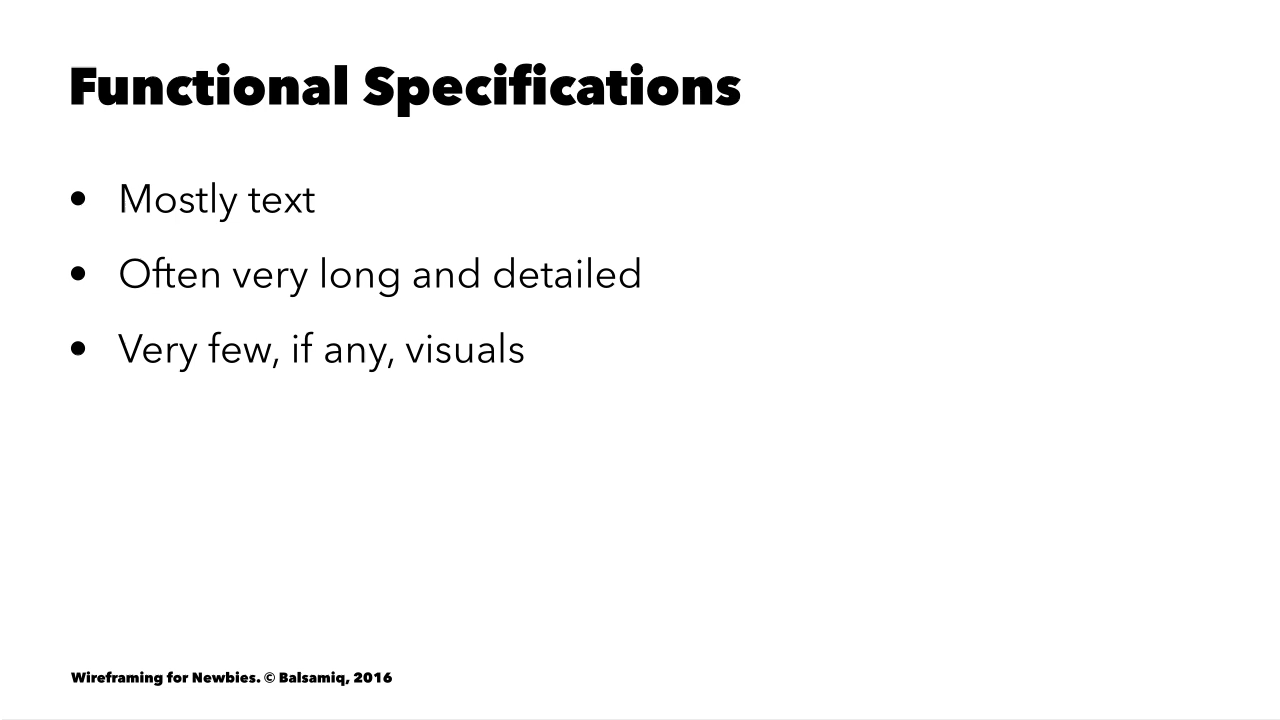 Functional Specifications
• Mostly text
• Often very long and detailed
• Very few, if any, visuals
Wireframing for Newbies. © Balsamiq, 2016